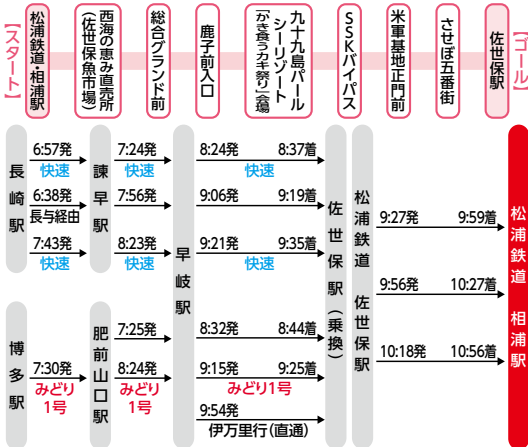 【スタート】
松浦鉄道・相浦駅
西海の恵み直売所
（佐世保魚市場）
総合グランド前
鹿子前入口
九十九島パール
シーリゾート
「かき食うカキ祭り」会場
SSKバイパス
米軍基地正門前
させぼ五番街
佐世保駅
【ゴール】
長崎駅
6:57発
快速
6:38発
長与経由
7:43発
快速
諫早駅
7:24発
快速
7:56発
8:23発
快速
博多駅
7:30発
みどり
1号
肥前山口駅
7:25発
8:24発
みどり
1号
早岐駅
8:24発 8:37着
快速
9:06発 9:19着
9:21発 9:35着
快速
8:32発 8:44着
9:15発 9:25着
みどり1号
9:54発
伊万里行（直通）
佐世保駅（乗換）
松浦鉄道 佐世保駅
9:27発 9:59着
9:56発 10:27着
10:18発 10:56着
松浦鉄道 相浦駅